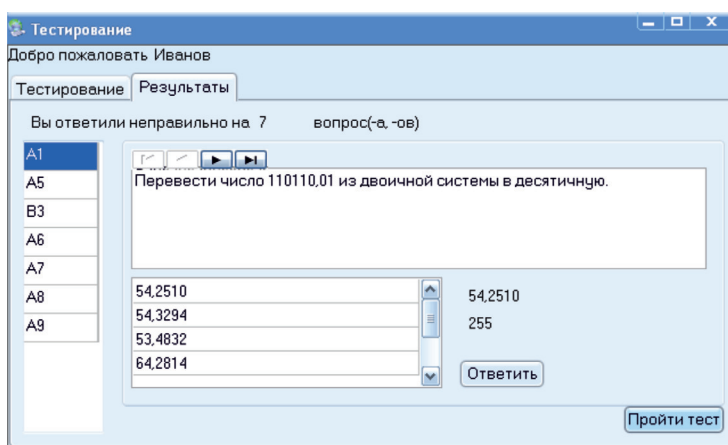 Тестирование
Добро пожаловать Иванов
Тестирование Результаты
Вы ответили неправильно на 7 вопрос(-а, -ов)
A1
A5
B3
A6
A7
A8
A9
Перевести число 110110,01 из двоичной системы в десятичную.
54,2510
54,3294
53,4832
64,2814
54,2510
255
Ответить
Пройти тест